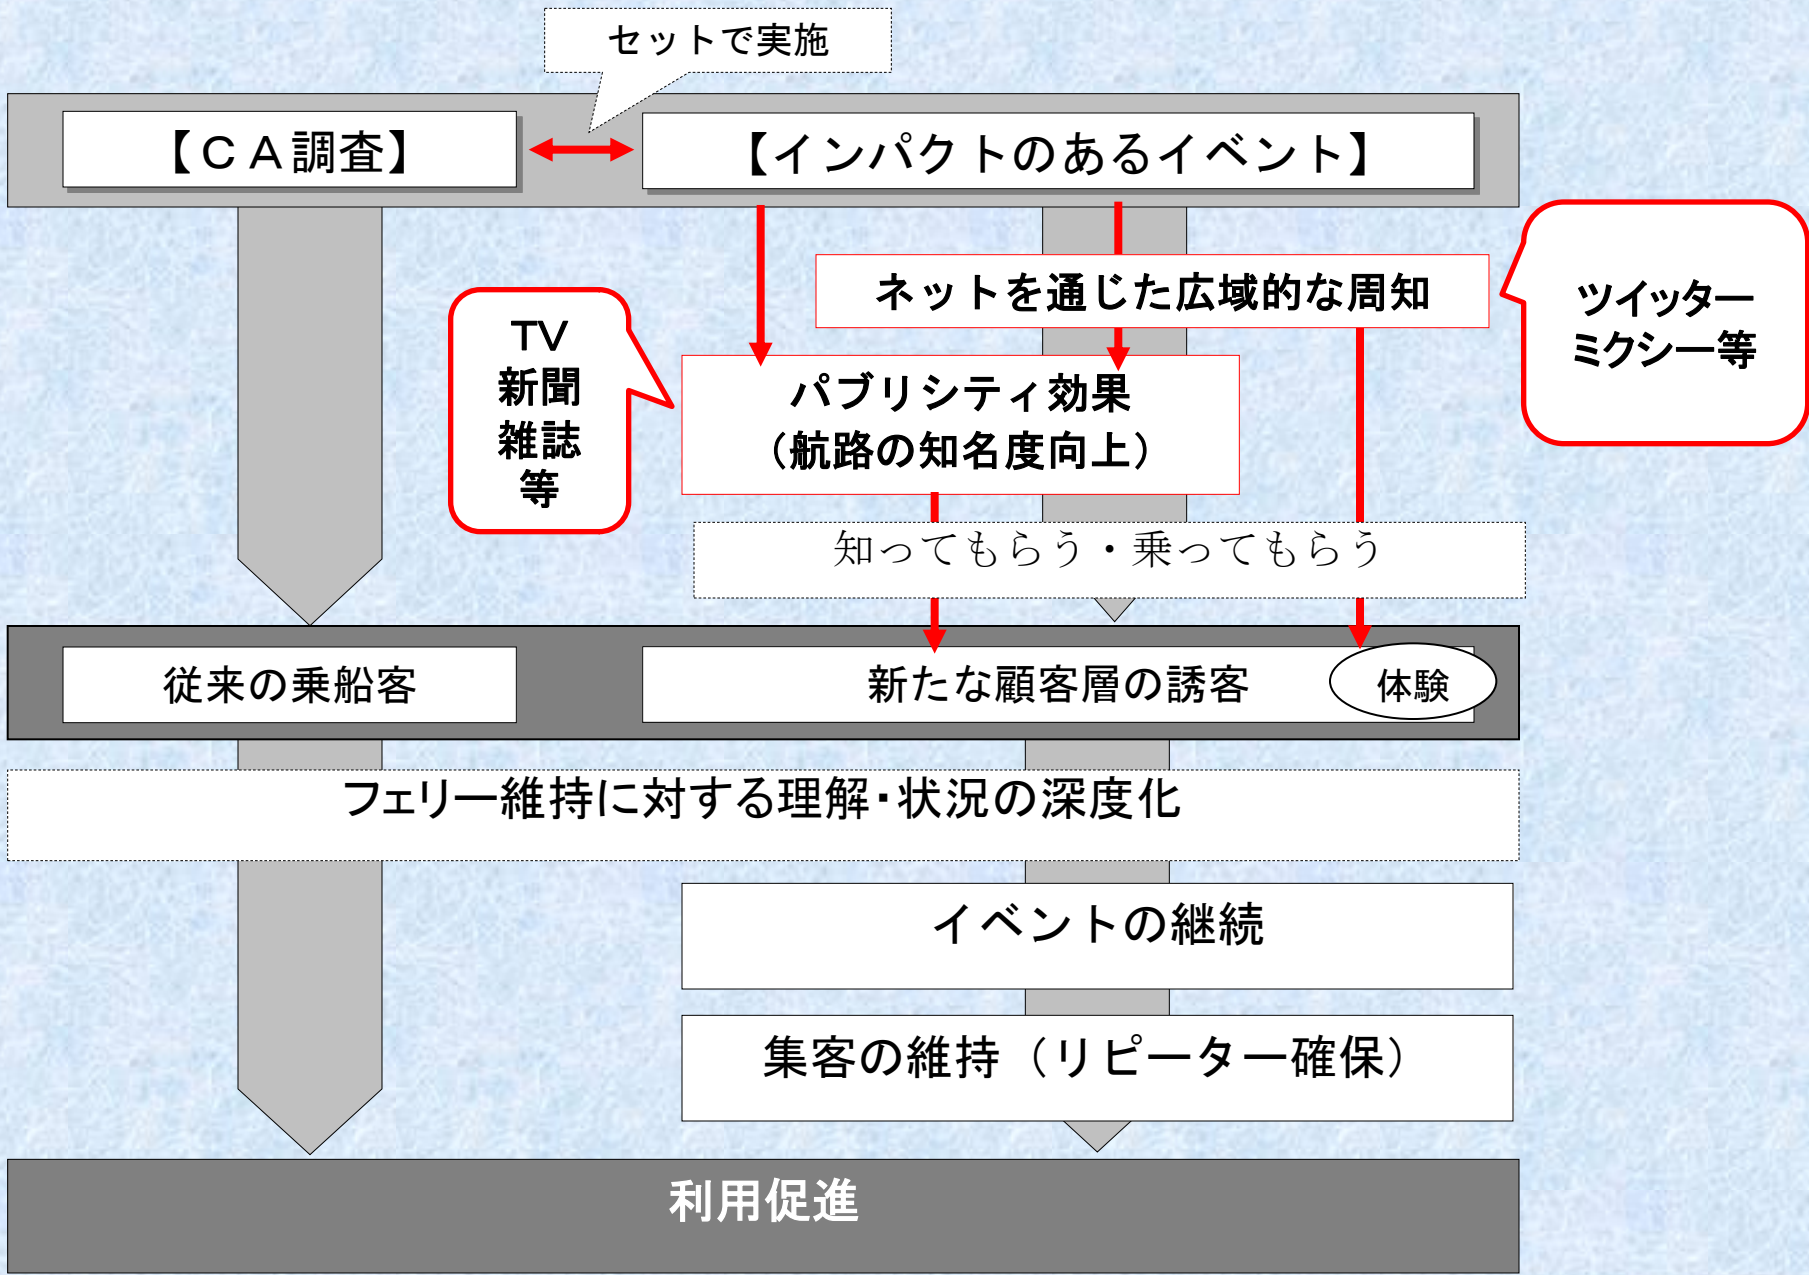 セットで実施
【ＣＡ調査】
【インパクトのあるイベント】
ネットを通じた広域的な周知
ツイッター
ミクシー等
TV
新聞
雑誌
等
パブリシティ効果
（航路の知名度向上）
知ってもらう・乗ってもらう
従来の乗船客
新たな顧客層の誘客
体験
フェリー維持に対する理解・状況の深度化
イベントの継続
集客の維持（リピーター確保）
利用促進